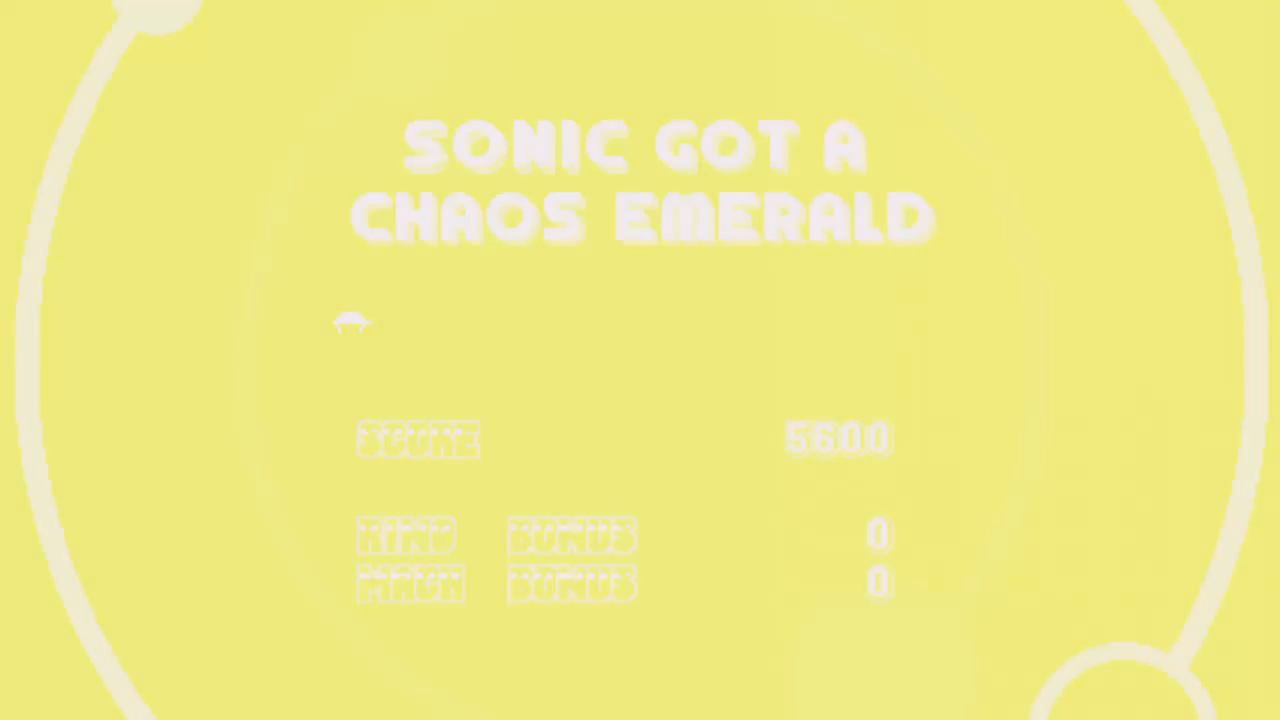 SONIC GOT A
CHAOS EMERALD
SCORE 5600
RING BONUS 0
MACH BONUS 0